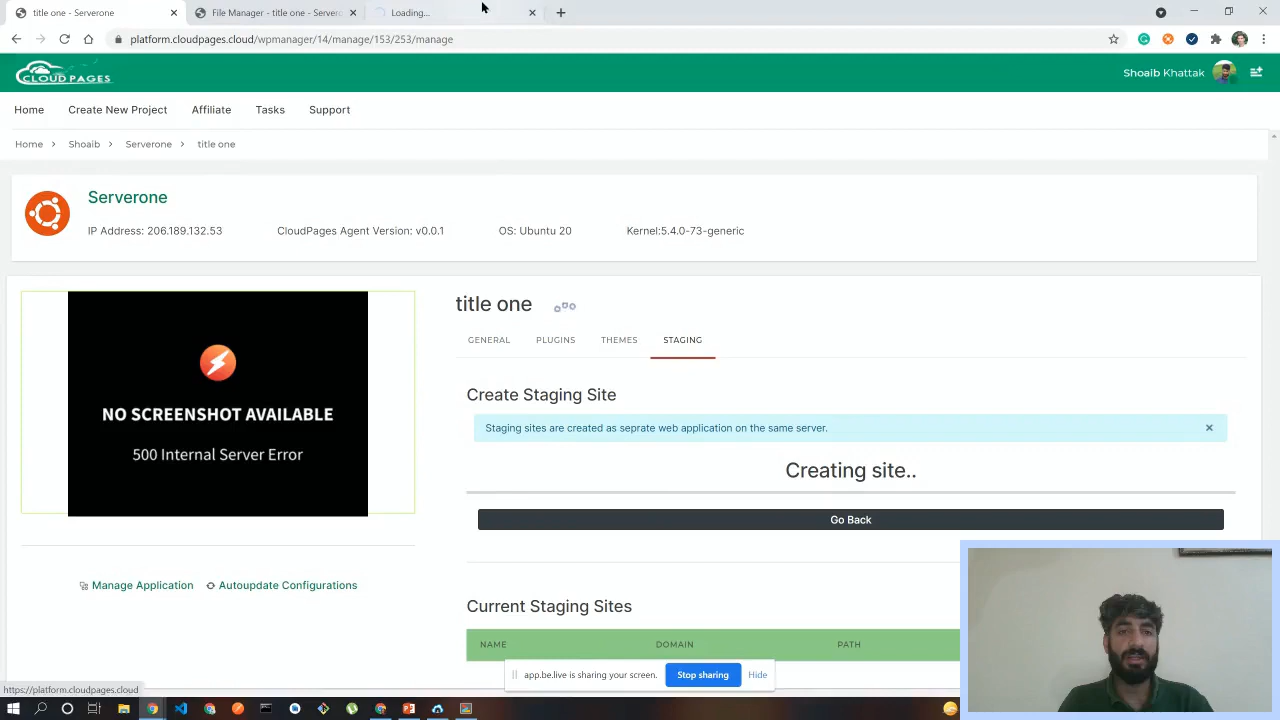 title one - Serverone
File Manager - title one - Servero
Loading...
platform.cloudpages.cloud/wpmanager/14/manage/153/253/manage
CLOUD PAGES
Shoaib Khattak
Home
Create New Project
Affiliate
Tasks
Support
Home > Shoaib > Serverone > title one
Serverone
IP Address: 206.189.132.53
CloudPages Agent Version: v0.0.1
OS: Ubuntu 20
Kernel:5.4.0-73-generic
NO SCREENSHOT AVAILABLE
500 Internal Server Error
Manage Application
Autoupdate Configurations
title one
GENERAL
PLUGINS
THEMES
STAGING
Create Staging Site
Staging sites are created as seprate web application on the same server.
Creating site..
Go Back
Current Staging Sites
NAME
DOMAIN
PATH
app.be.live is sharing your screen.
Stop sharing
Hide
https://platform.cloudpages.cloud